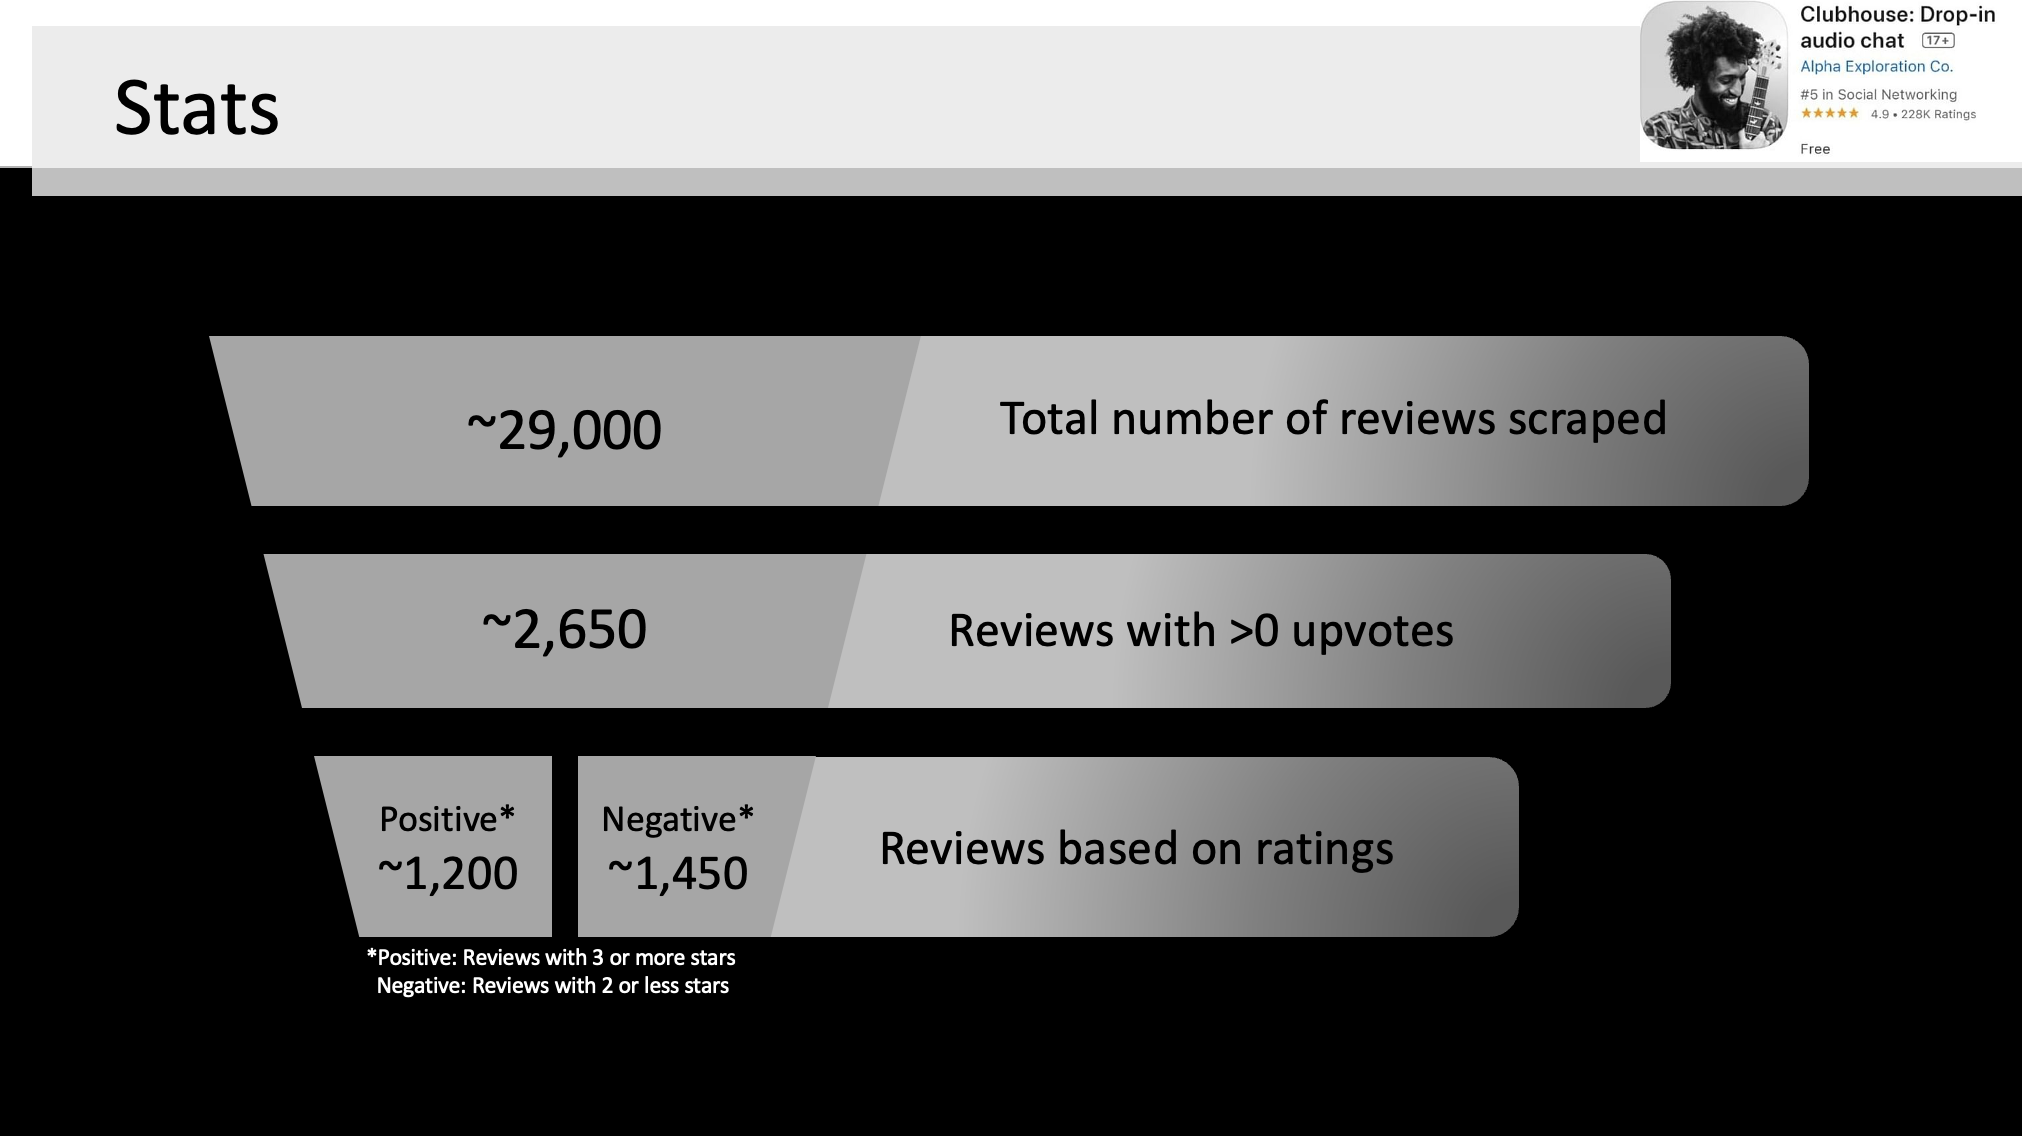 Stats
Clubhouse: Drop-in
audio chat 17+
Alpha Exploration Co.
#5 in Social Networking
★★★★★ 4.9 • 228K Ratings
Free
~29,000
Total number of reviews scraped
~2,650
Reviews with >0 upvotes
Positive*
~1,200
Negative*
~1,450
Reviews based on ratings
*Positive: Reviews with 3 or more stars
Negative: Reviews with 2 or less stars